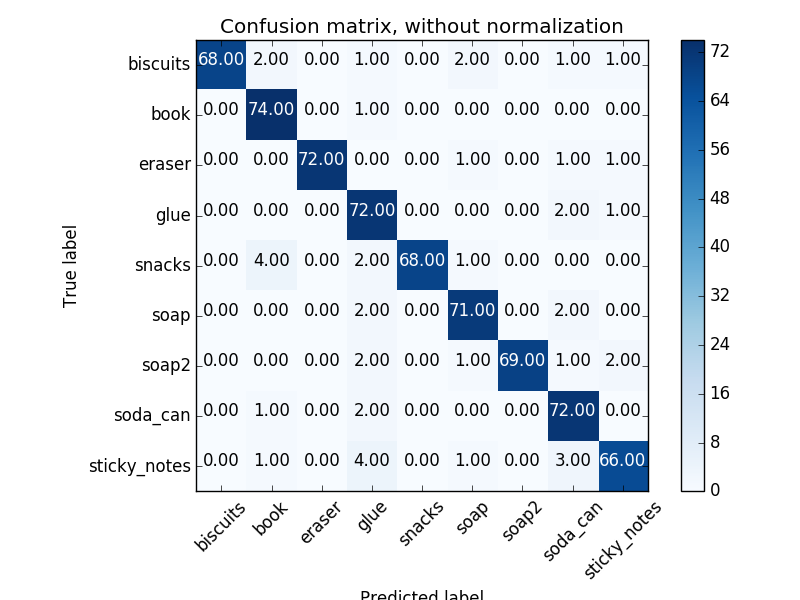 Confusion matrix, without normalization
biscuits 68.00 2.00 0.00 1.00 0.00 2.00 0.00 1.00 1.00 72
book 0.00 74.00 0.00 1.00 0.00 0.00 0.00 0.00 0.00 64
eraser 0.00 0.00 72.00 0.00 0.00 1.00 0.00 1.00 1.00 56
glue 0.00 0.00 0.00 72.00 0.00 0.00 0.00 2.00 1.00 48
True label
snacks 0.00 4.00 0.00 2.00 68.00 1.00 0.00 0.00 0.00 40
soap 0.00 0.00 0.00 2.00 0.00 71.00 0.00 2.00 0.00 32
soap2 0.00 0.00 0.00 2.00 0.00 1.00 69.00 1.00 2.00 24
soda_can 0.00 1.00 0.00 2.00 0.00 0.00 0.00 72.00 0.00 16
sticky_notes 0.00 1.00 0.00 4.00 0.00 1.00 0.00 3.00 66.00 8
0
biscuits book eraser glue snacks soap soap2 soda_can sticky_notes
Predicted label